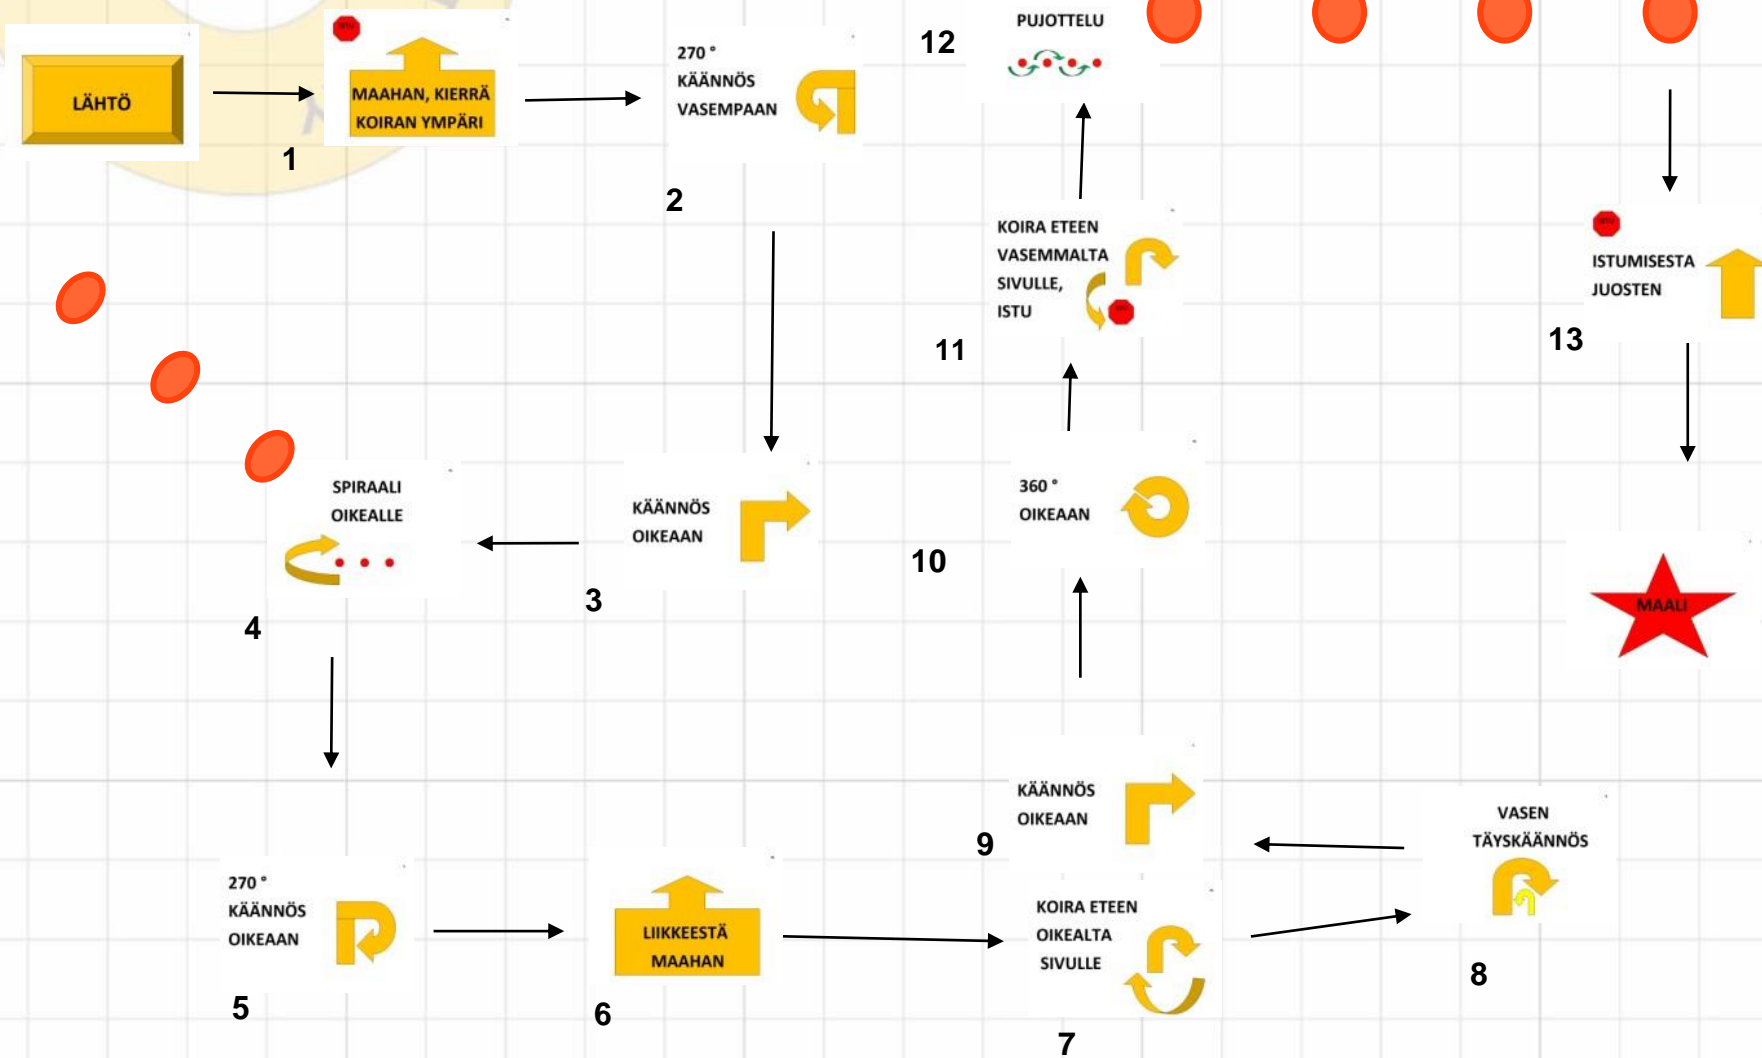 LÄHTÖ
1
MAAHAN, KIERRÄ
KOIRAN YMPÄRI
270 °
KÄÄNNÖS
VASEMPAAN
2
KÄÄNNÖS
OIKEAAN
3
SPIRAALI
OIKEALLE
4
270 °
KÄÄNNÖS
OIKEAAN
5
LIIKKEESTÄ
MAAHAN
6
KOIRA ETEEN
OIKEALTA
SIVULLE
7
VASEN
TÄYSKÄÄNNÖS
8
KÄÄNNÖS
OIKEAAN
9
360 °
OIKEAAN
10
KOIRA ETEEN
VASEMMALTA
SIVULLE,
ISTU
11
PUJOTTELU
12
ISTUMISESTA
JUOSTEN
13
MAALI